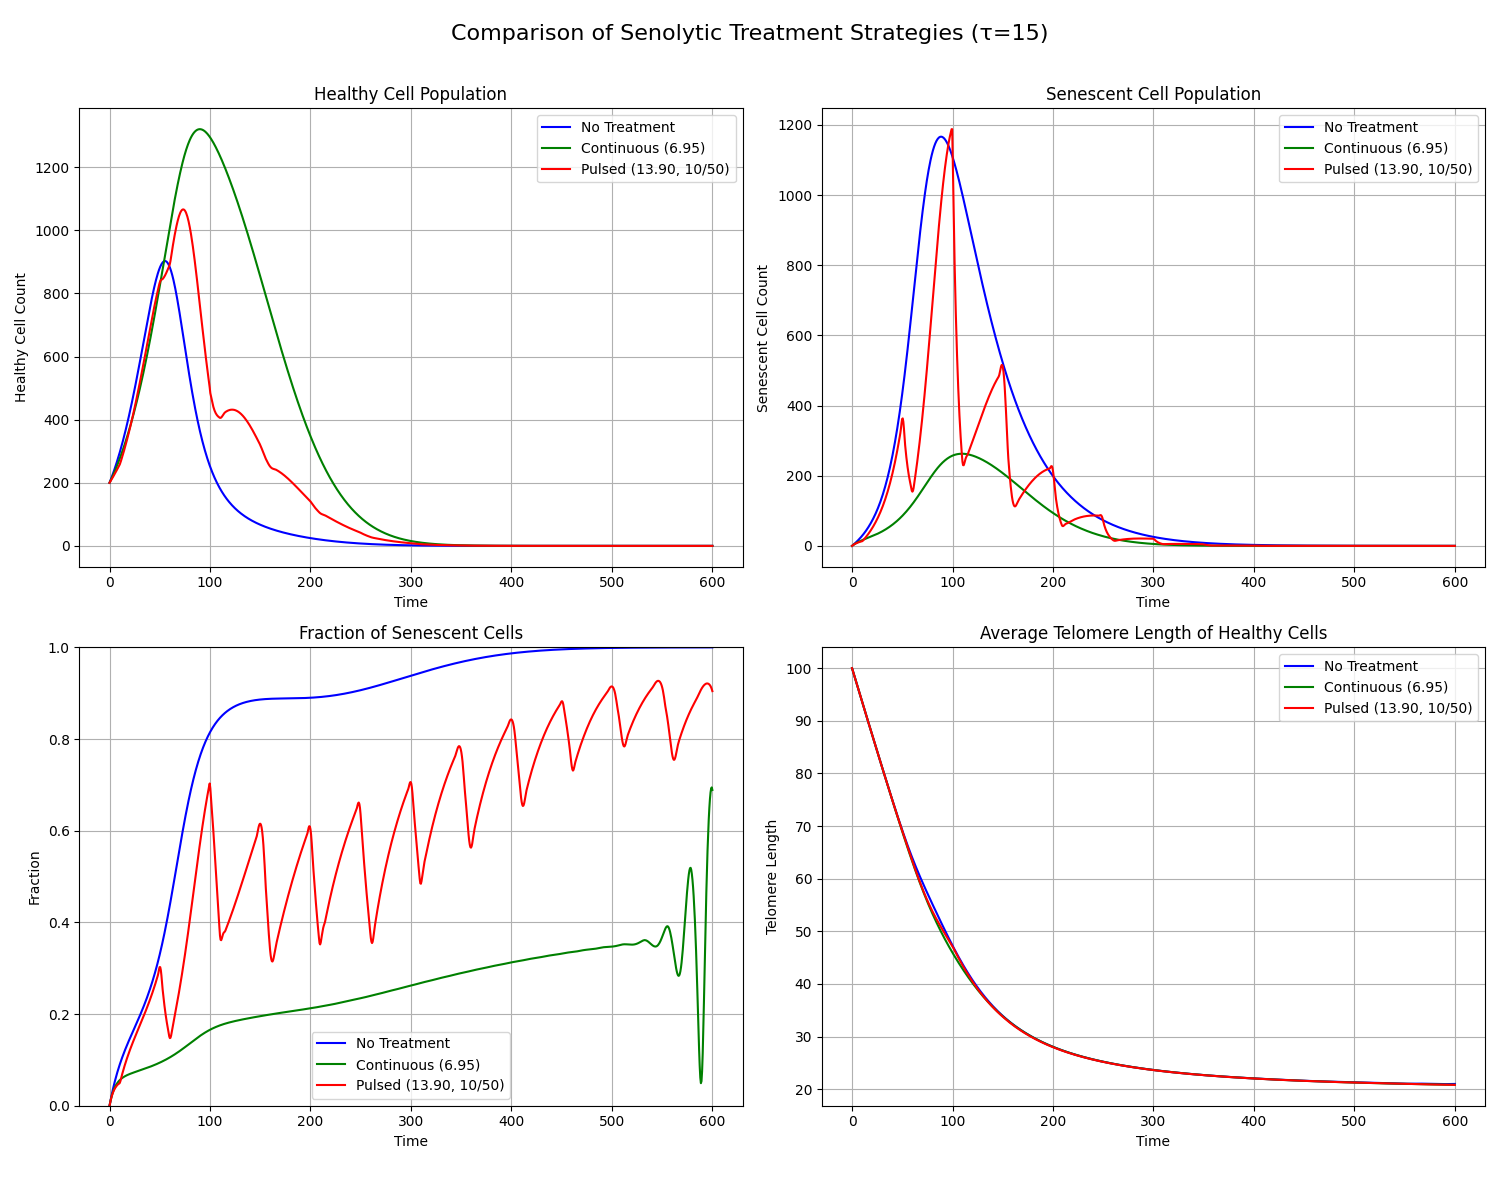 Comparison of Senolytic Treatment Strategies (τ=15)
Healthy Cell Population
Healthy Cell Count
1200
1000
800
600
400
200
0
No Treatment
Continuous (6.95)
Pulsed (13.90, 10/50)
0 100 200 300 400 500 600
Time
Senescent Cell Population
Senescent Cell Count
1200
1000
800
600
400
200
0
No Treatment
Continuous (6.95)
Pulsed (13.90, 10/50)
0 100 200 300 400 500 600
Time
Fraction of Senescent Cells
Fraction
1.0
0.8
0.6
0.4
0.2
0.0
No Treatment
Continuous (6.95)
Pulsed (13.90, 10/50)
0 100 200 300 400 500 600
Time
Average Telomere Length of Healthy Cells
Telomere Length
100
90
80
70
60
50
40
30
20
No Treatment
Continuous (6.95)
Pulsed (13.90, 10/50)
0 100 200 300 400 500 600
Time